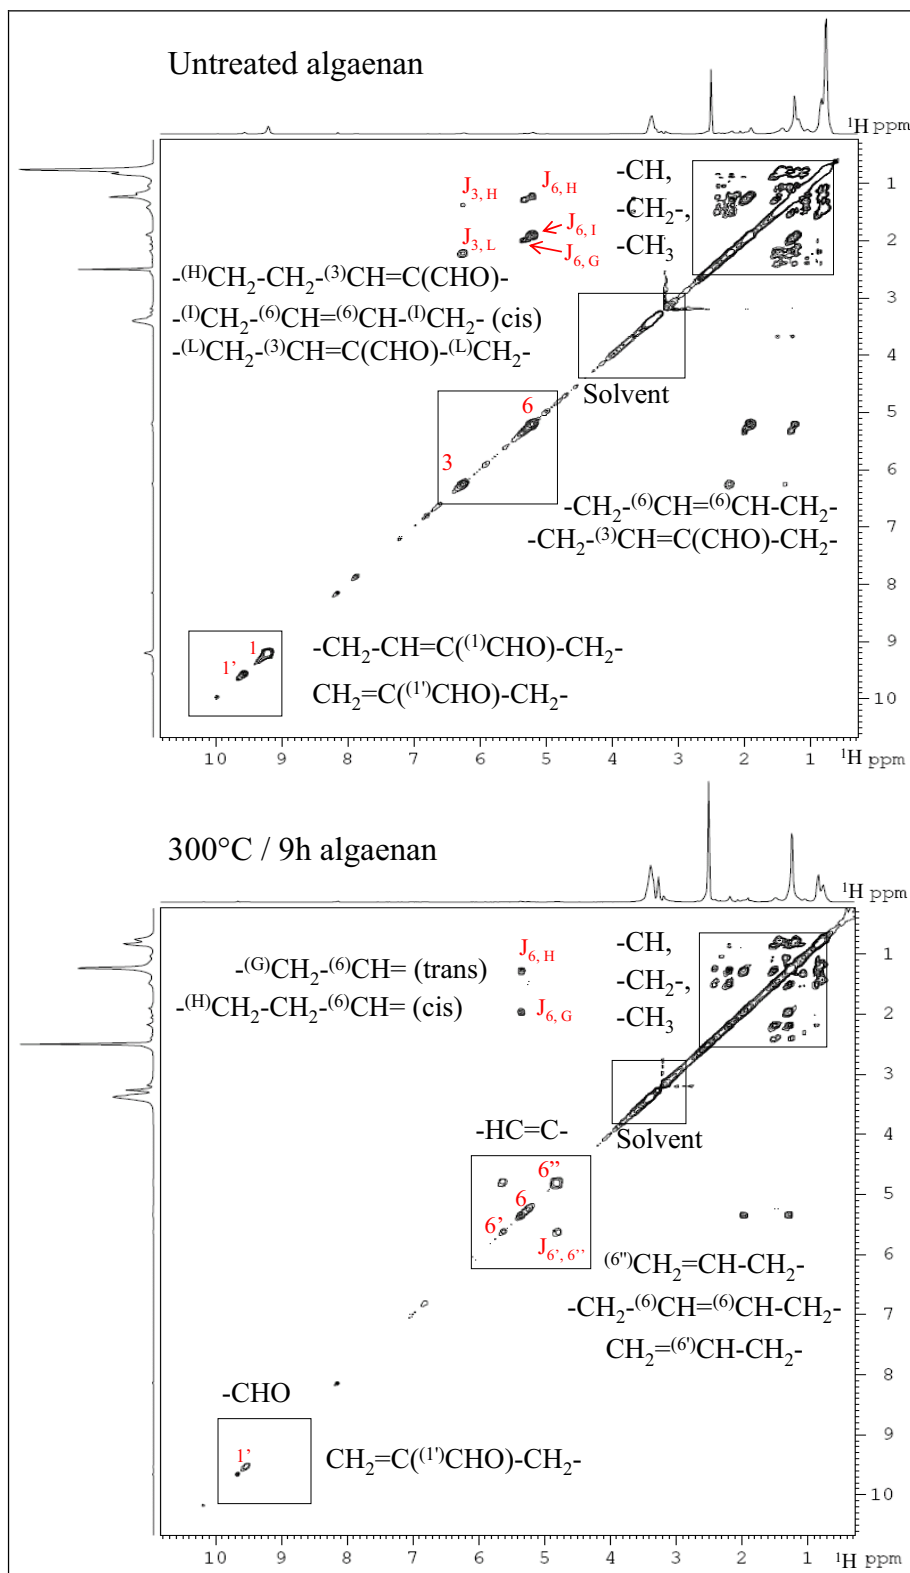 Untreated algaenan
¹H ppm
J₃, H
J₆, H
-CH,
-CH₂-,
-CH₃
J₆, I
J₃, L
J₆, G
-⁽ᴴ⁾CH₂-CH₂-⁽³⁾CH=C(CHO)-
-⁽ᴵ⁾CH₂-⁽⁶⁾CH=⁽⁶⁾CH-⁽ᴵ⁾CH₂- (cis)
-⁽ᴸ⁾CH₂-⁽³⁾CH=C(CHO)-⁽ᴸ⁾CH₂-
Solvent
6
3
-CH₂-⁽⁶⁾CH=⁽⁶⁾CH-CH₂-
-CH₂-⁽³⁾CH=C(CHO)-CH₂-
1
1'
-CH₂-CH=C(⁽¹⁾CHO)-CH₂-
CH₂=C(⁽¹'⁾CHO)-CH₂-
1
2
3
4
5
6
7
8
9
10
10 9 8 7 6 5 4 3 2 1
¹H ppm
300°C / 9h algaenan
¹H ppm
J₆, H
-⁽ᴳ⁾CH₂-⁽⁶⁾CH= (trans)
-⁽ᴴ⁾CH₂-CH₂-⁽⁶⁾CH= (cis)
J₆, G
-CH,
-CH₂-,
-CH₃
-HC=C-
Solvent
6”
6
6’
J₆’, ₆’’
⁽⁶"⁾CH₂=CH-CH₂-
-CH₂-⁽⁶⁾CH=⁽⁶⁾CH-CH₂-
CH₂=⁽⁶'⁾CH-CH₂-
-CHO
1’
CH₂=C(⁽¹'⁾CHO)-CH₂-
1
2
3
4
5
6
7
8
9
10
10 9 8 7 6 5 4 3 2 1
¹H ppm